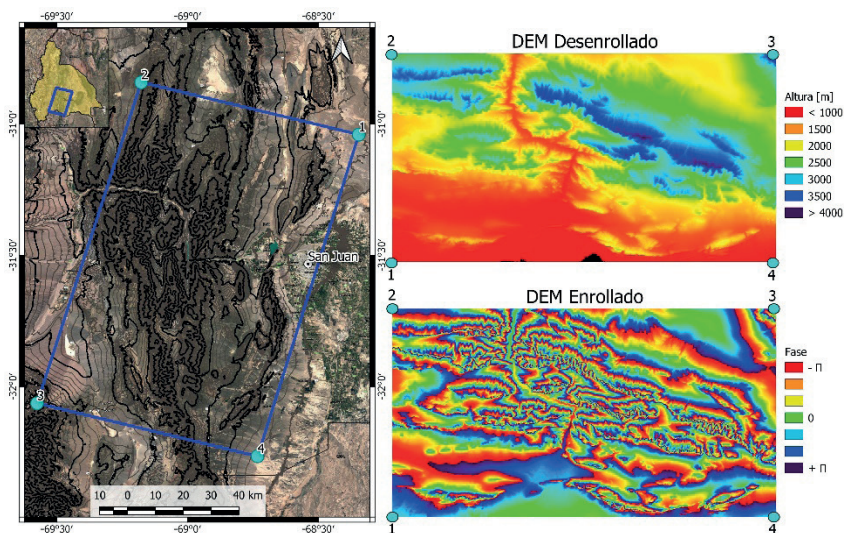 -69°30' -69°0' -68°30'
-31°0'
-31°30'
-32°0'
-31°0'
-31°30'
-32°0'
2
1
San Juan
3
4
10 0 10 20 30 40 km
-69°30' -69°0' -68°30'
DEM Desenrollado
2 3
1 4
Altura [m]
< 1000
1500
2000
2500
3000
3500
> 4000
DEM Enrollado
2 3
1 4
Fase
- Π
0
+ Π